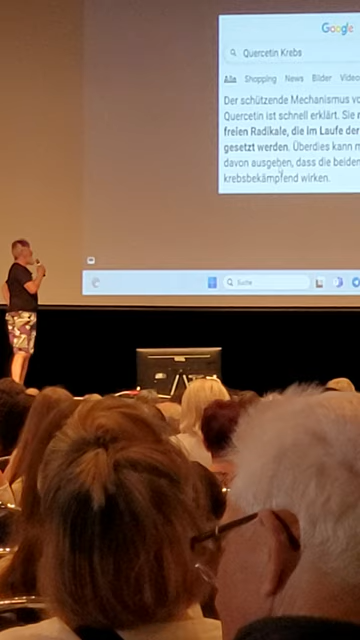 Google
Quercetin Krebs
Alle Shopping News Bilder Videos
Der schützende Mechanismus vo
Quercetin ist schnell erklärt. Sie
freien Radikale, die im Laufe der
gesetzt werden. Überdies kann m
davon ausgehen, dass die beiden
krebsbekämpfend wirken.
Suche